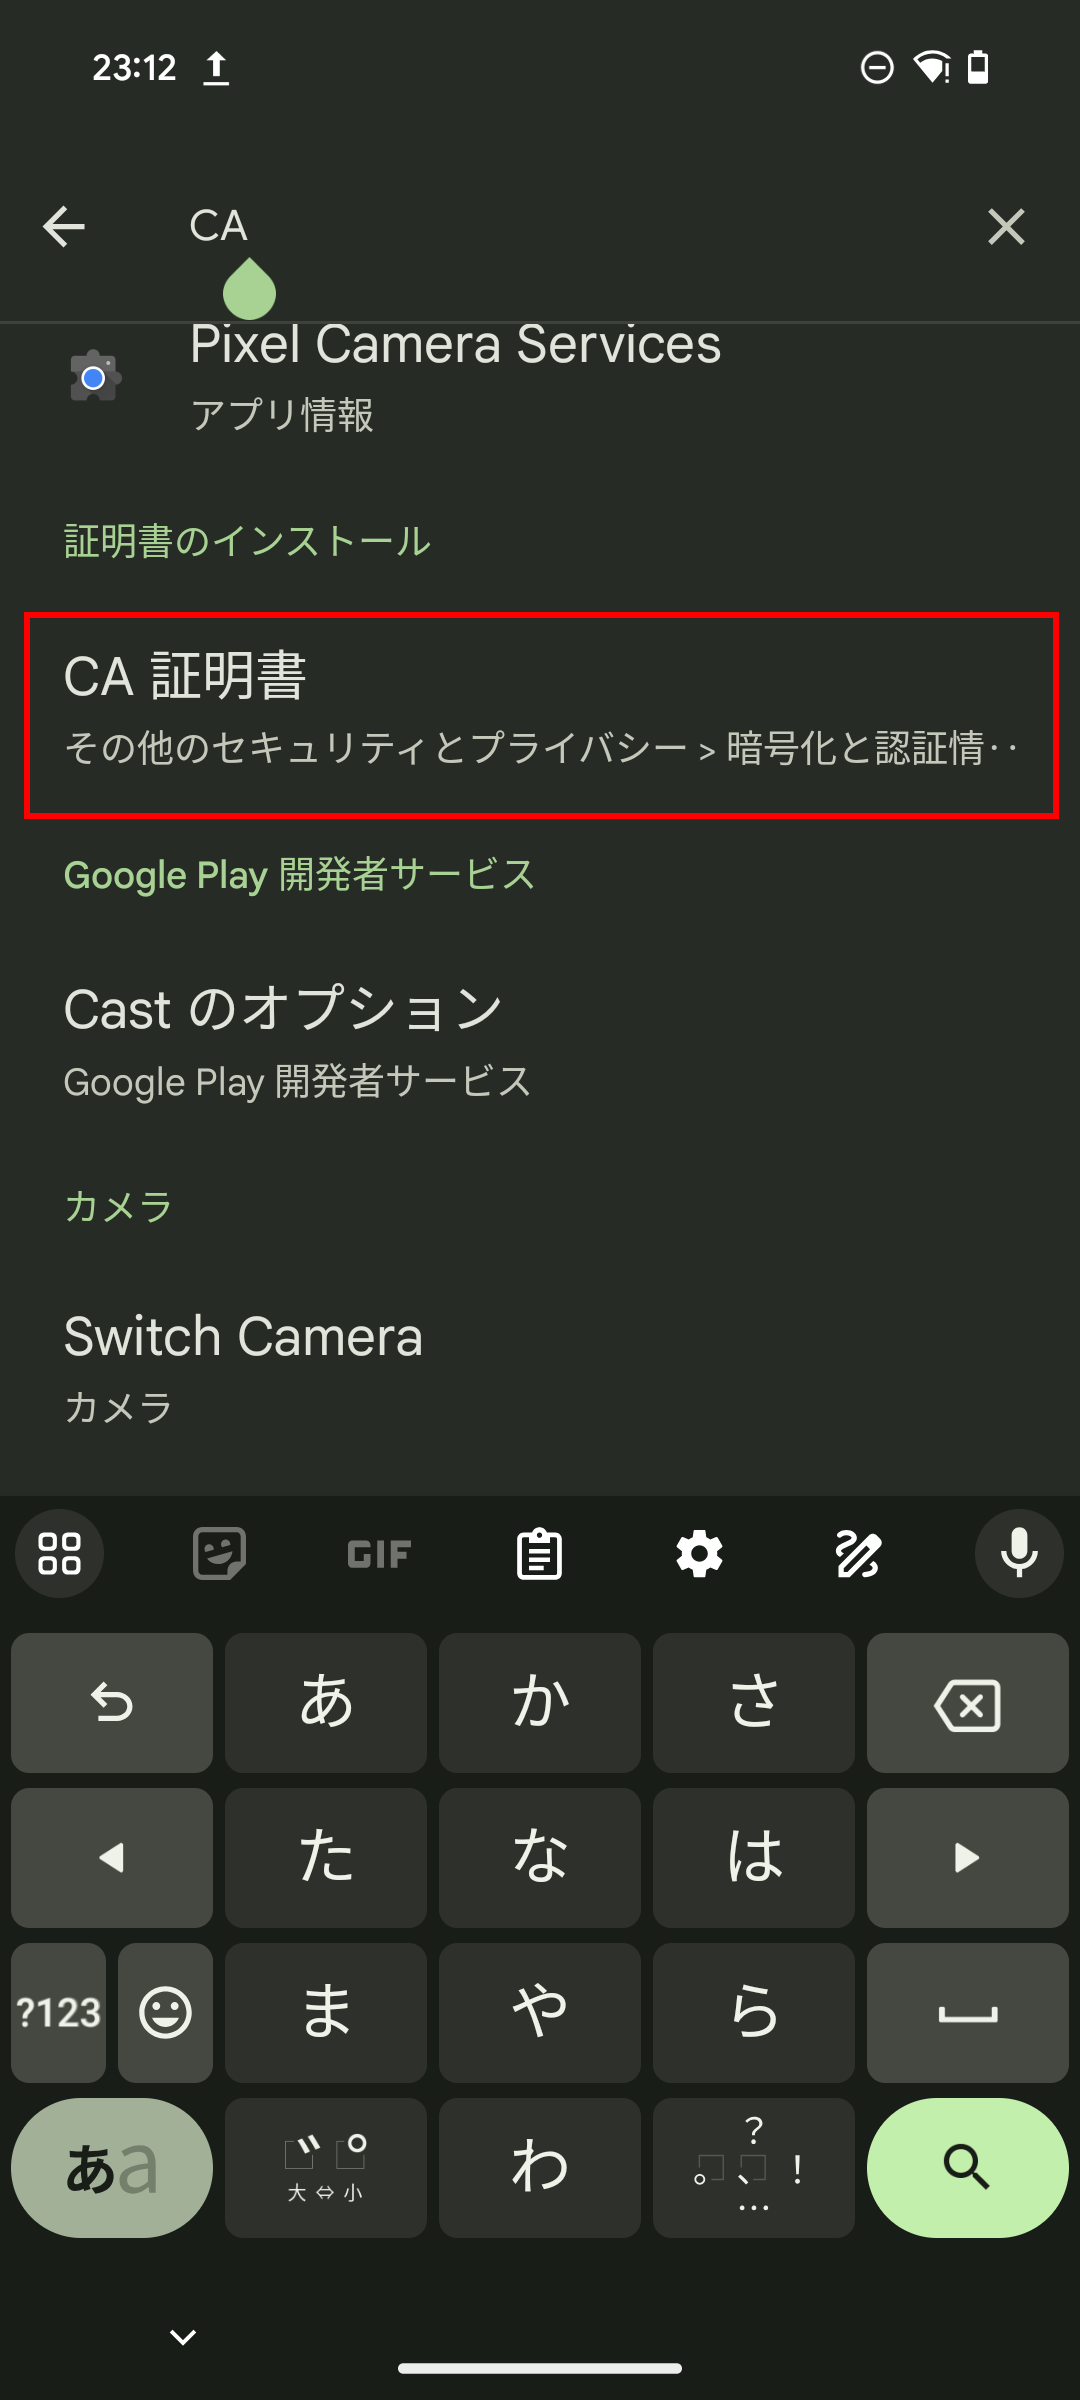 23:12
CA
Pixel Camera Services
アプリ情報
証明書のインストール
CA 証明書
その他のセキュリティとプライバシー > 暗号化と認証情‥
Google Play 開発者サービス
Cast のオプション
Google Play 開発者サービス
カメラ
Switch Camera
カメラ
GIF
あ か さ
た な は
?123 ま や ら
あa 大⇔小 わ 。?、!…